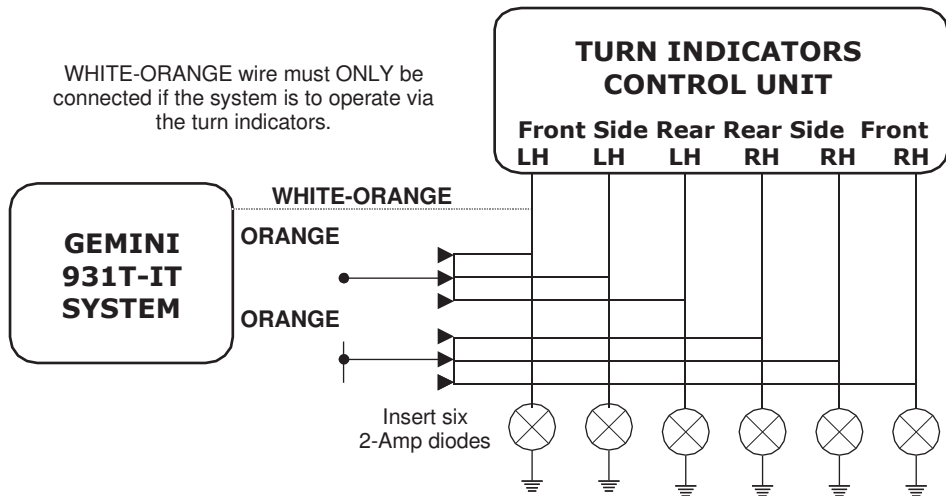 WHITE-ORANGE wire must ONLY be
connected if the system is to operate via
the turn indicators.
TURN INDICATORS
CONTROL UNIT
Front Side Rear Rear Side Front
LH LH LH RH RH RH
WHITE-ORANGE
ORANGE
GEMINI
931T-IT
SYSTEM
ORANGE
Insert six
2-Amp diodes